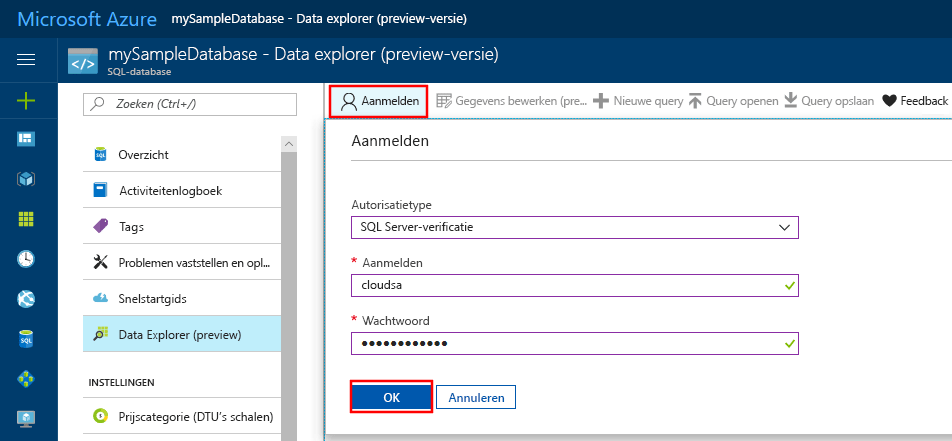 Microsoft Azure mySampleDatabase - Data explorer (preview-versie)
mySampleDatabase - Data explorer (preview-versie)
SQL-database
Zoeken (Ctrl+/)
Overzicht
Activiteitenlogboek
Tags
Problemen vaststellen en opl...
Snelstartgids
Data Explorer (preview)
INSTELLINGEN
Prijscategorie (DTU's schalen)
Aanmelden
Gegevens bewerken (pre...
Nieuwe query
Query openen
Query opslaan
Feedback
Aanmelden
Autorisatietype
SQL Server-verificatie
* Aanmelden
cloudsa
* Wachtwoord
••••••••••••
OK
Annuleren